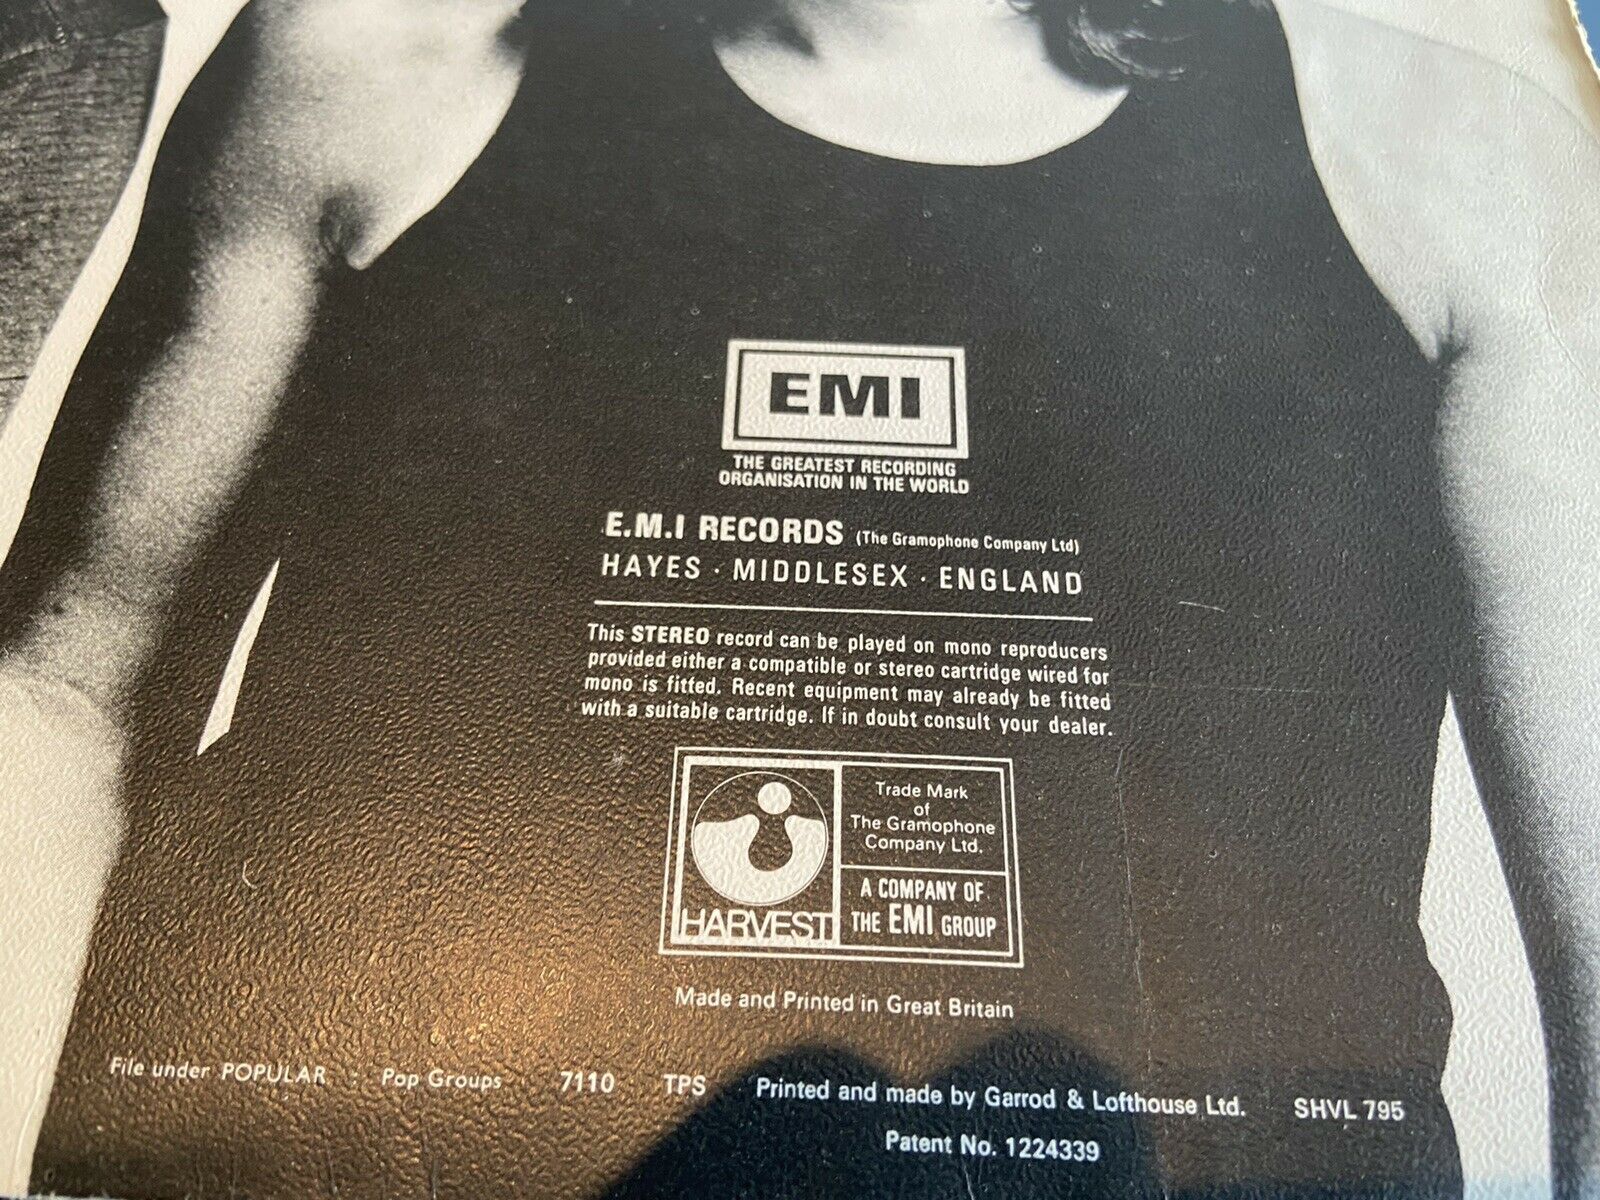 EMI
THE GREATEST RECORDING
ORGANISATION IN THE WORLD
E.M.I RECORDS (The Gramophone Company Ltd)
HAYES · MIDDLESEX · ENGLAND
This STEREO record can be played on mono reproducers
provided either a compatible or stereo cartridge wired for
mono is fitted. Recent equipment may already be fitted
with a suitable cartridge. If in doubt consult your dealer.
HARVEST
Trade Mark
of
The Gramophone
Company Ltd.
A COMPANY OF
THE EMI GROUP
Made and Printed in Great Britain
File under POPULAR : Pop Groups 7110 TPS Printed and made by Garrod & Lofthouse Ltd. SHVL 795
Patent No. 1224339